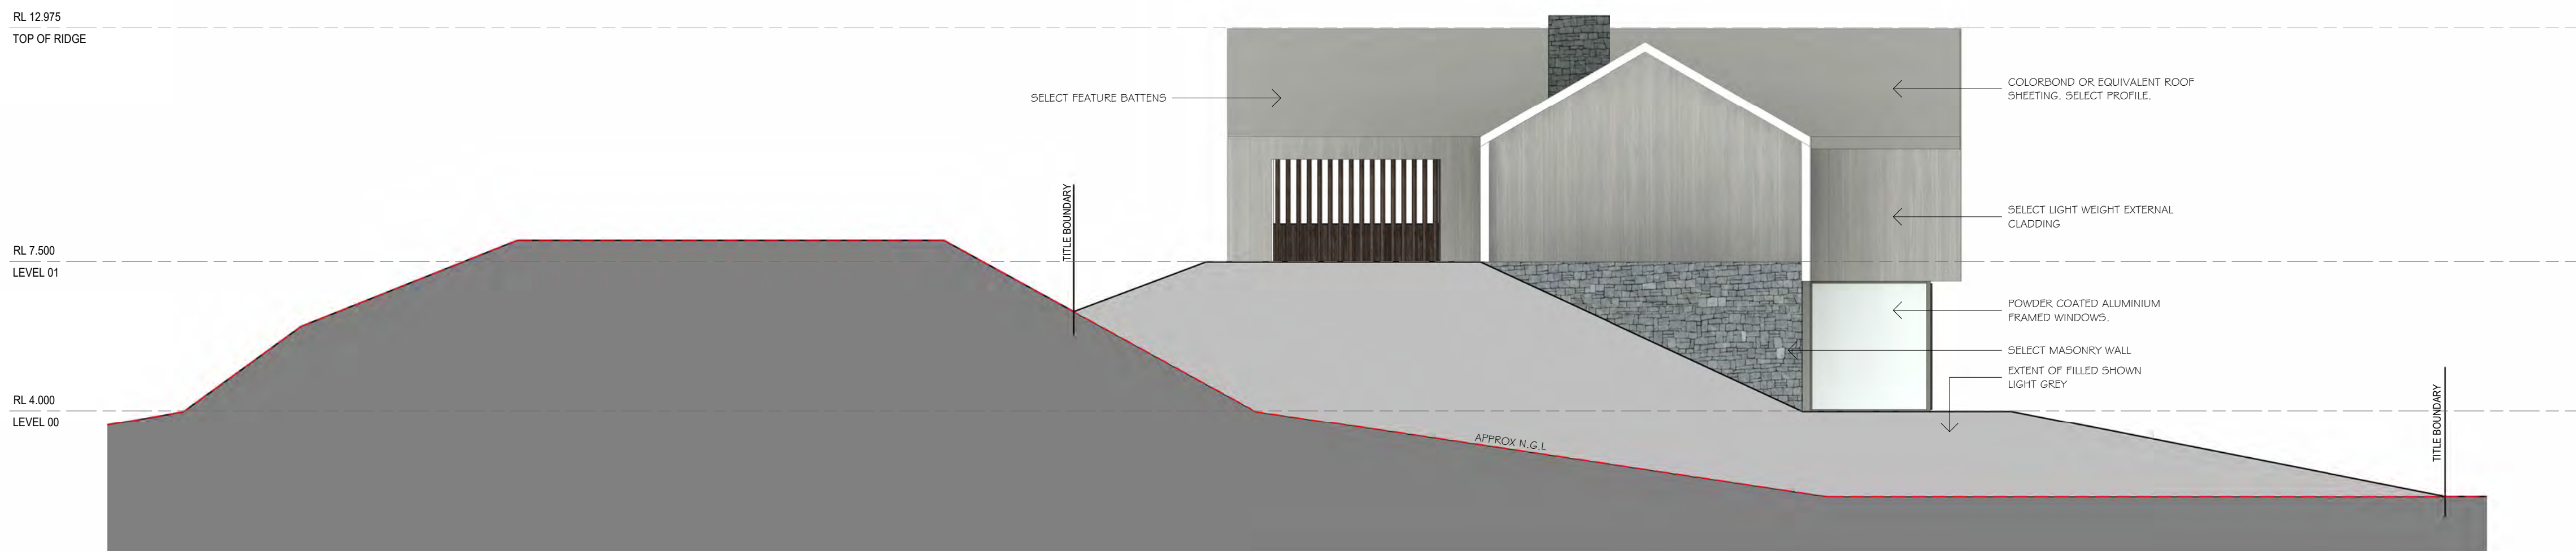 RL 12.975
TOP OF RIDGE
SELECT FEATURE BATTENS
COLORBOND OR EQUIVALENT ROOF
SHEETING. SELECT PROFILE.
TITLE BOUNDARY
SELECT LIGHT WEIGHT EXTERNAL
CLADDING
RL 7.500
LEVEL 01
POWDER COATED ALUMINIUM
FRAMED WINDOWS.
SELECT MASONRY WALL
EXTENT OF FILLED SHOWN
LIGHT GREY
RL 4.000
LEVEL 00
APPROX N.G.L
TITLE BOUNDARY